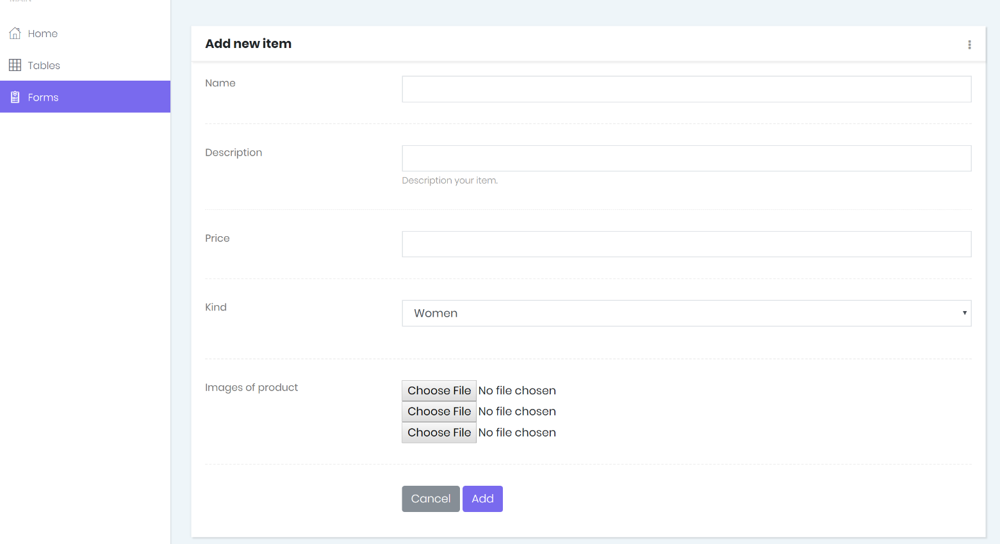 MAIN
Home
Tables
Forms
Add new item
Name
Description
Description your item.
Price
Kind
Women
Images of product
Choose File No file chosen
Choose File No file chosen
Choose File No file chosen
Cancel Add